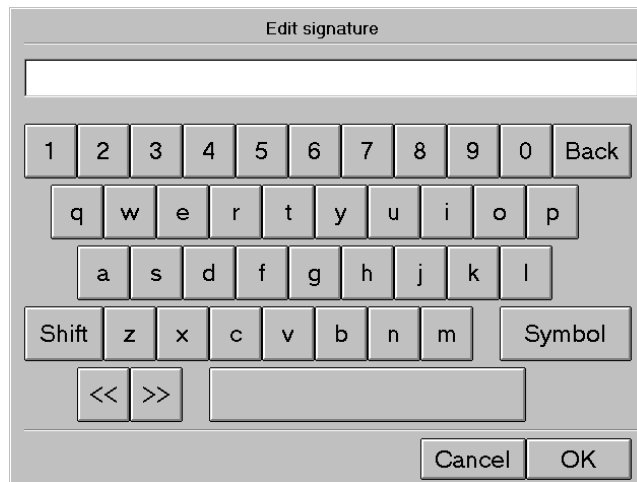 Edit signature
1 2 3 4 5 6 7 8 9 0 Back
q w e r t y u i o p
a s d f g h j k l
Shift z x c v b n m Symbol
<< >>
Cancel OK